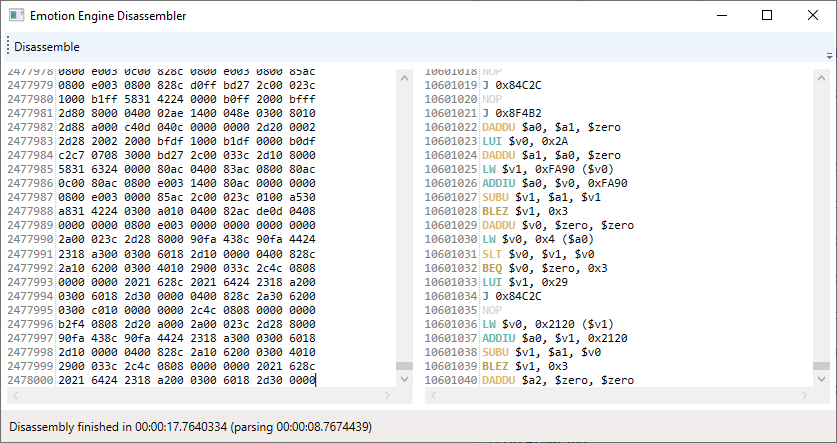 Emotion Engine Disassembler
Disassemble
2477978 0800 e003 0c00 828c 0800 e003 0800 85ac
2477979 0800 e003 0800 828c d0ff bd27 2c00 023c
2477980 1000 b1ff 5831 4224 0000 b0ff 2000 bfff
2477981 2d80 8000 0400 02ae 1400 048e 0300 8010
2477982 2d88 a000 c40d 040c 0000 0000 2d20 0002
2477983 2d28 2002 2000 bfdf 1000 b1df 0000 b0df
2477984 c2c7 0708 3000 bd27 2c00 033c 2d10 8000
2477985 5831 6324 0000 80ac 0400 83ac 0800 80ac
2477986 0c00 80ac 0800 e003 1400 80ac 0000 0000
2477987 0800 e003 0000 85ac 2c00 023c 0100 a530
2477988 a831 4224 0300 a010 0400 82ac de0d 0408
2477989 0000 0000 0800 e003 0000 0000 0000 0000
2477990 2a00 023c 2d28 8000 90fa 438c 90fa 4424
2477991 2318 a300 0300 6018 2d10 0000 0400 828c
2477992 2a10 6200 0300 4010 2900 033c 2c4c 0808
2477993 0000 0000 2021 628c 2021 6424 2318 a200
2477994 0300 6018 2d30 0000 0400 828c 2a30 6200
2477995 0300 c010 0000 0000 2c4c 0808 0000 0000
2477996 b2f4 0808 2d20 a000 2a00 023c 2d28 8000
2477997 90fa 438c 90fa 4424 2318 a300 0300 6018
2477998 2d10 0000 0400 828c 2a10 6200 0300 4010
2477999 2900 033c 2c4c 0808 0000 0000 2021 628c
2478000 2021 6424 2318 a200 0300 6018 2d30 0000
10601018 NOP
10601019 J 0x84C2C
10601020 NOP
10601021 J 0x8F4B2
10601022 DADDU $a0, $a1, $zero
10601023 LUI $v0, 0x2A
10601024 DADDU $a1, $a0, $zero
10601025 LW $v1, 0xFA90 ($v0)
10601026 ADDIU $a0, $v0, 0xFA90
10601027 SUBU $v1, $a1, $v1
10601028 BLEZ $v1, 0x3
10601029 DADDU $v0, $zero, $zero
10601030 LW $v0, 0x4 ($a0)
10601031 SLT $v0, $v1, $v0
10601032 BEQ $v0, $zero, 0x3
10601033 LUI $v1, 0x29
10601034 J 0x84C2C
10601035 NOP
10601036 LW $v0, 0x2120 ($v1)
10601037 ADDIU $a0, $v1, 0x2120
10601038 SUBU $v1, $a1, $v0
10601039 BLEZ $v1, 0x3
10601040 DADDU $a2, $zero, $zero
Disassembly finished in 00:00:17.7640334 (parsing 00:00:08.7674439)